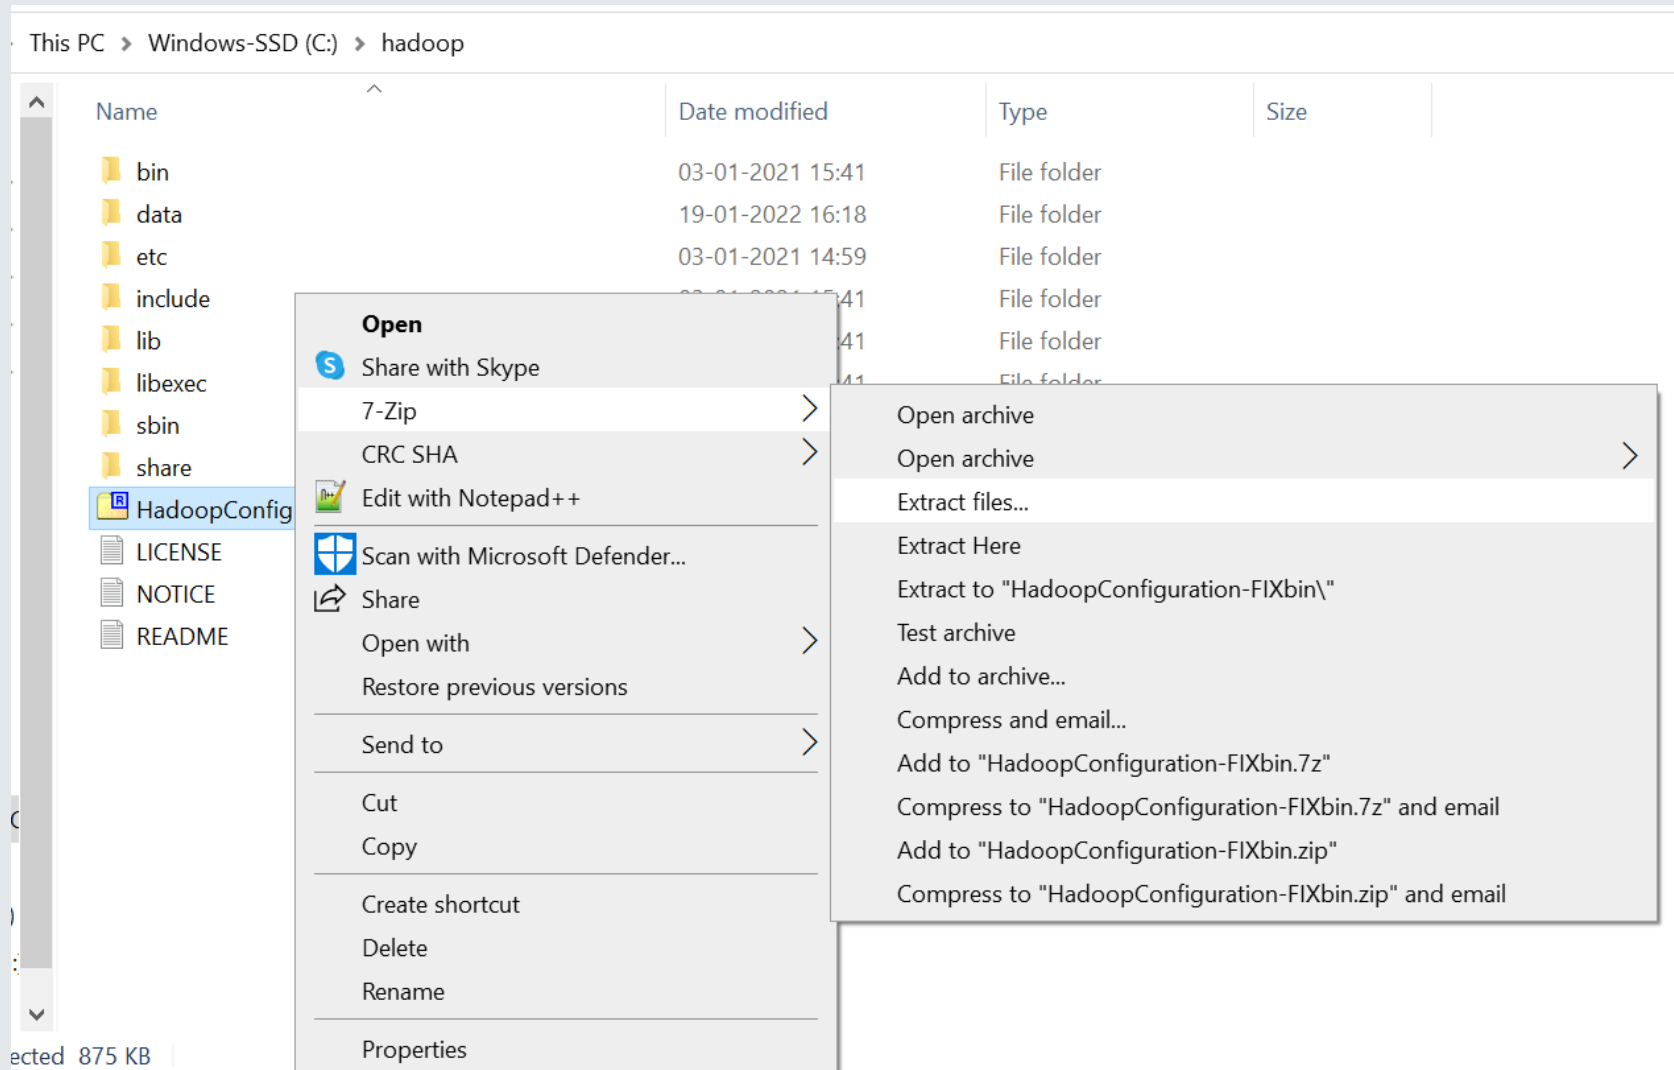 This PC > Windows-SSD (C:) > hadoop
Name Date modified Type Size
bin 03-01-2021 15:41 File folder
data 19-01-2022 16:18 File folder
etc 03-01-2021 14:59 File folder
include :41 File folder
lib :41 File folder
libexec 41 File folder
sbin
share
HadoopConfig
LICENSE
NOTICE
README
Open
Share with Skype
7-Zip
CRC SHA
Edit with Notepad++
Scan with Microsoft Defender...
Share
Open with
Restore previous versions
Send to
Cut
Copy
Create shortcut
Delete
Rename
Properties
Open archive
Open archive
Extract files...
Extract Here
Extract to "HadoopConfiguration-FIXbin\"
Test archive
Add to archive...
Compress and email...
Add to "HadoopConfiguration-FIXbin.7z"
Compress to "HadoopConfiguration-FIXbin.7z" and email
Add to "HadoopConfiguration-FIXbin.zip"
Compress to "HadoopConfiguration-FIXbin.zip" and email
ected 875 KB